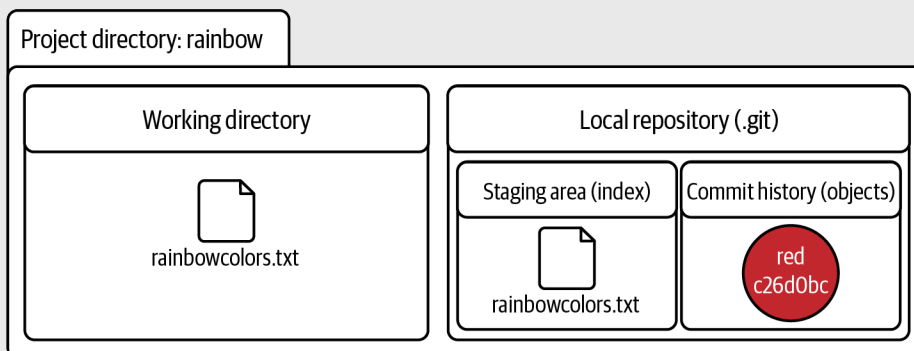 Project directory: rainbow
Working directory
Local repository (.git)
Staging area (index)
Commit history (objects)
rainbowcolors.txt
rainbowcolors.txt
red
c26d0bc